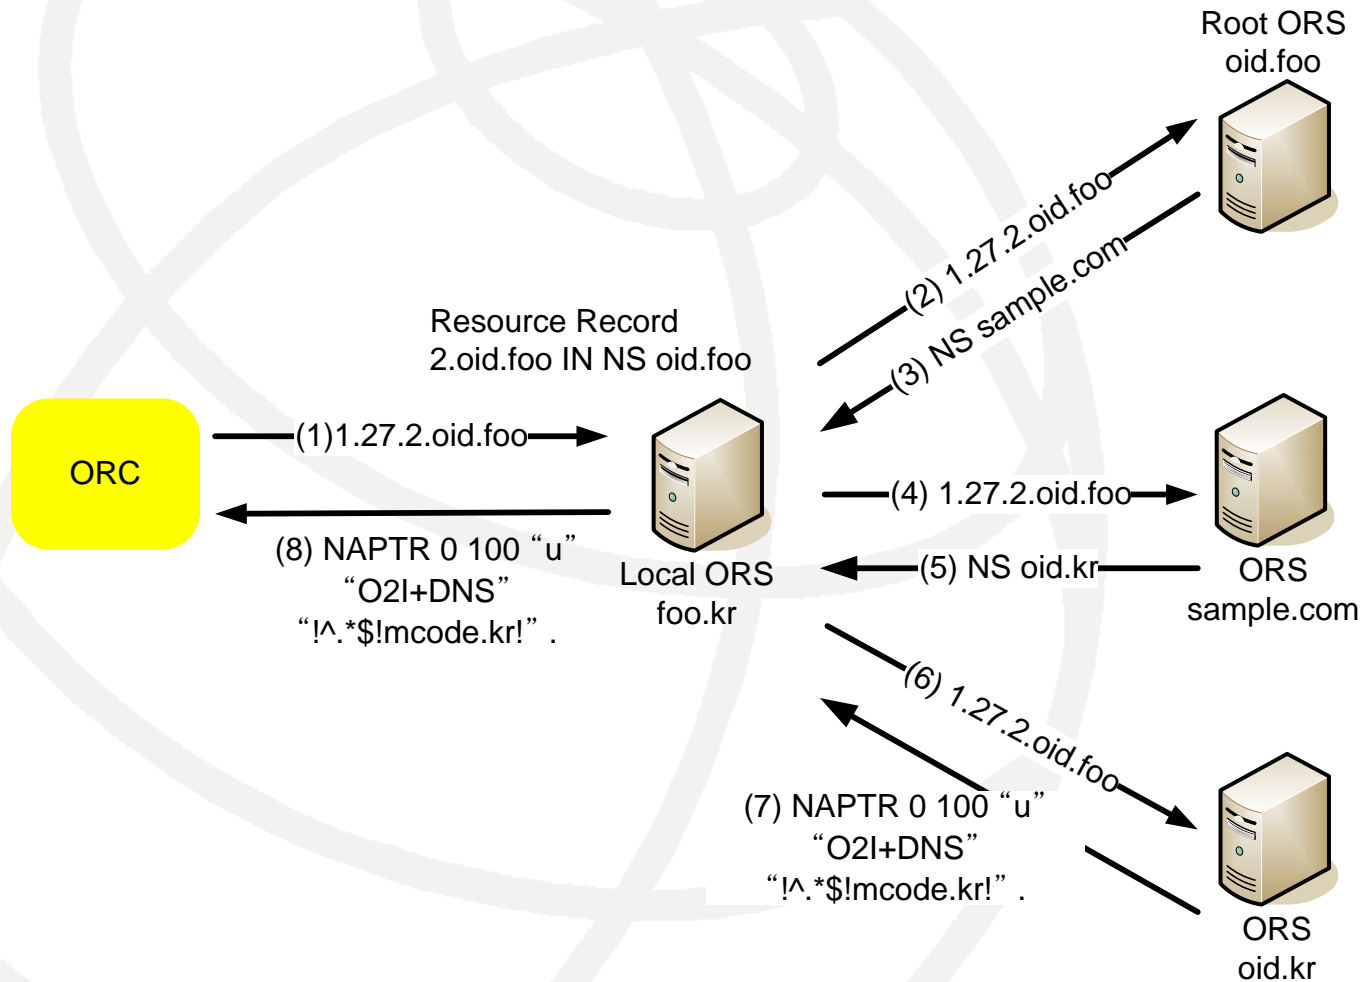 Root ORS
oid.foo
(2) 1.27.2.oid.foo
(3) NS sample.com
Resource Record
2.oid.foo IN NS oid.foo
ORC
(1)1.27.2.oid.foo
(8) NAPTR 0 100 “u”
“O2I+DNS”
“!^.*$!mcode.kr!” .
Local ORS
foo.kr
(4) 1.27.2.oid.foo
(5) NS oid.kr
ORS
sample.com
(6) 1.27.2.oid.foo
(7) NAPTR 0 100 “u”
“O2I+DNS”
“!^.*$!mcode.kr!” .
ORS
oid.kr